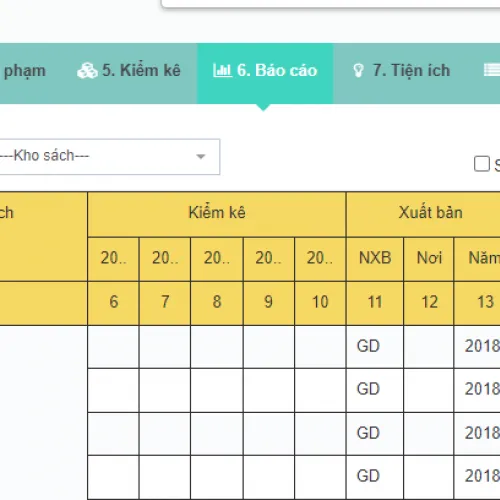 phạm 5. Kiểm kê 6. Báo cáo 7. Tiện ích
---Kho sách---
S
ch Kiểm kê Xuất bản
20.. 20.. 20.. 20.. 20.. NXB Nơi Năm
6 7 8 9 10 11 12 13
GD 2018
GD 2018
GD 2018
GD 2018